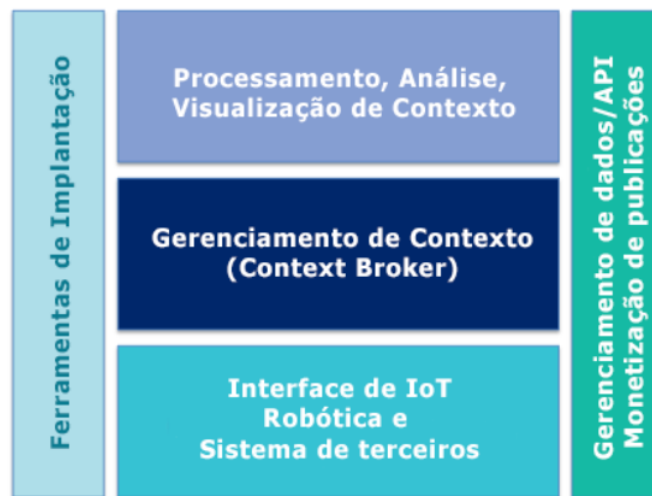 Ferramentas de Implantação
Processamento, Análise,
Visualização de Contexto
Gerenciamento de Contexto
(Context Broker)
Interface de IoT
Robótica e
Sistema de terceiros
Gerenciamento de dados/API
Monetização de publicações